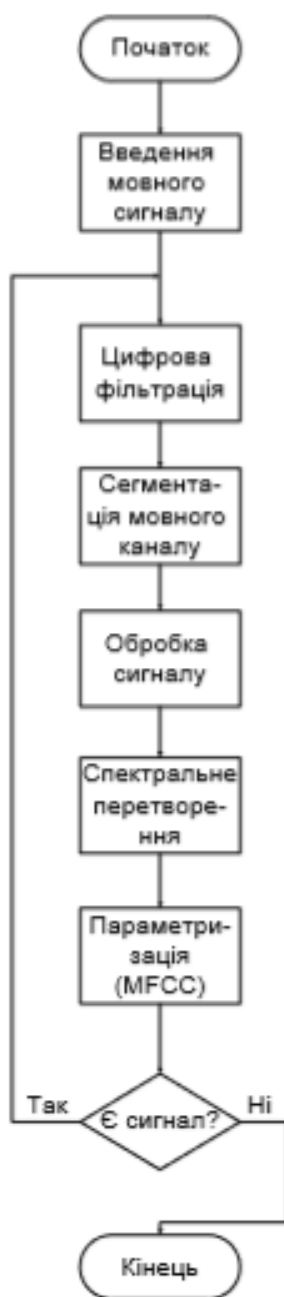 Початок
Введення
мовного
сигналу
Цифрова
фільтрація
Сегмента-
ція мовного
каналу
Обробка
сигналу
Спектральне
перетворе-
ння
Параметри-
зація
(MFCC)
Так
Є сигнал?
Ні
Кінець